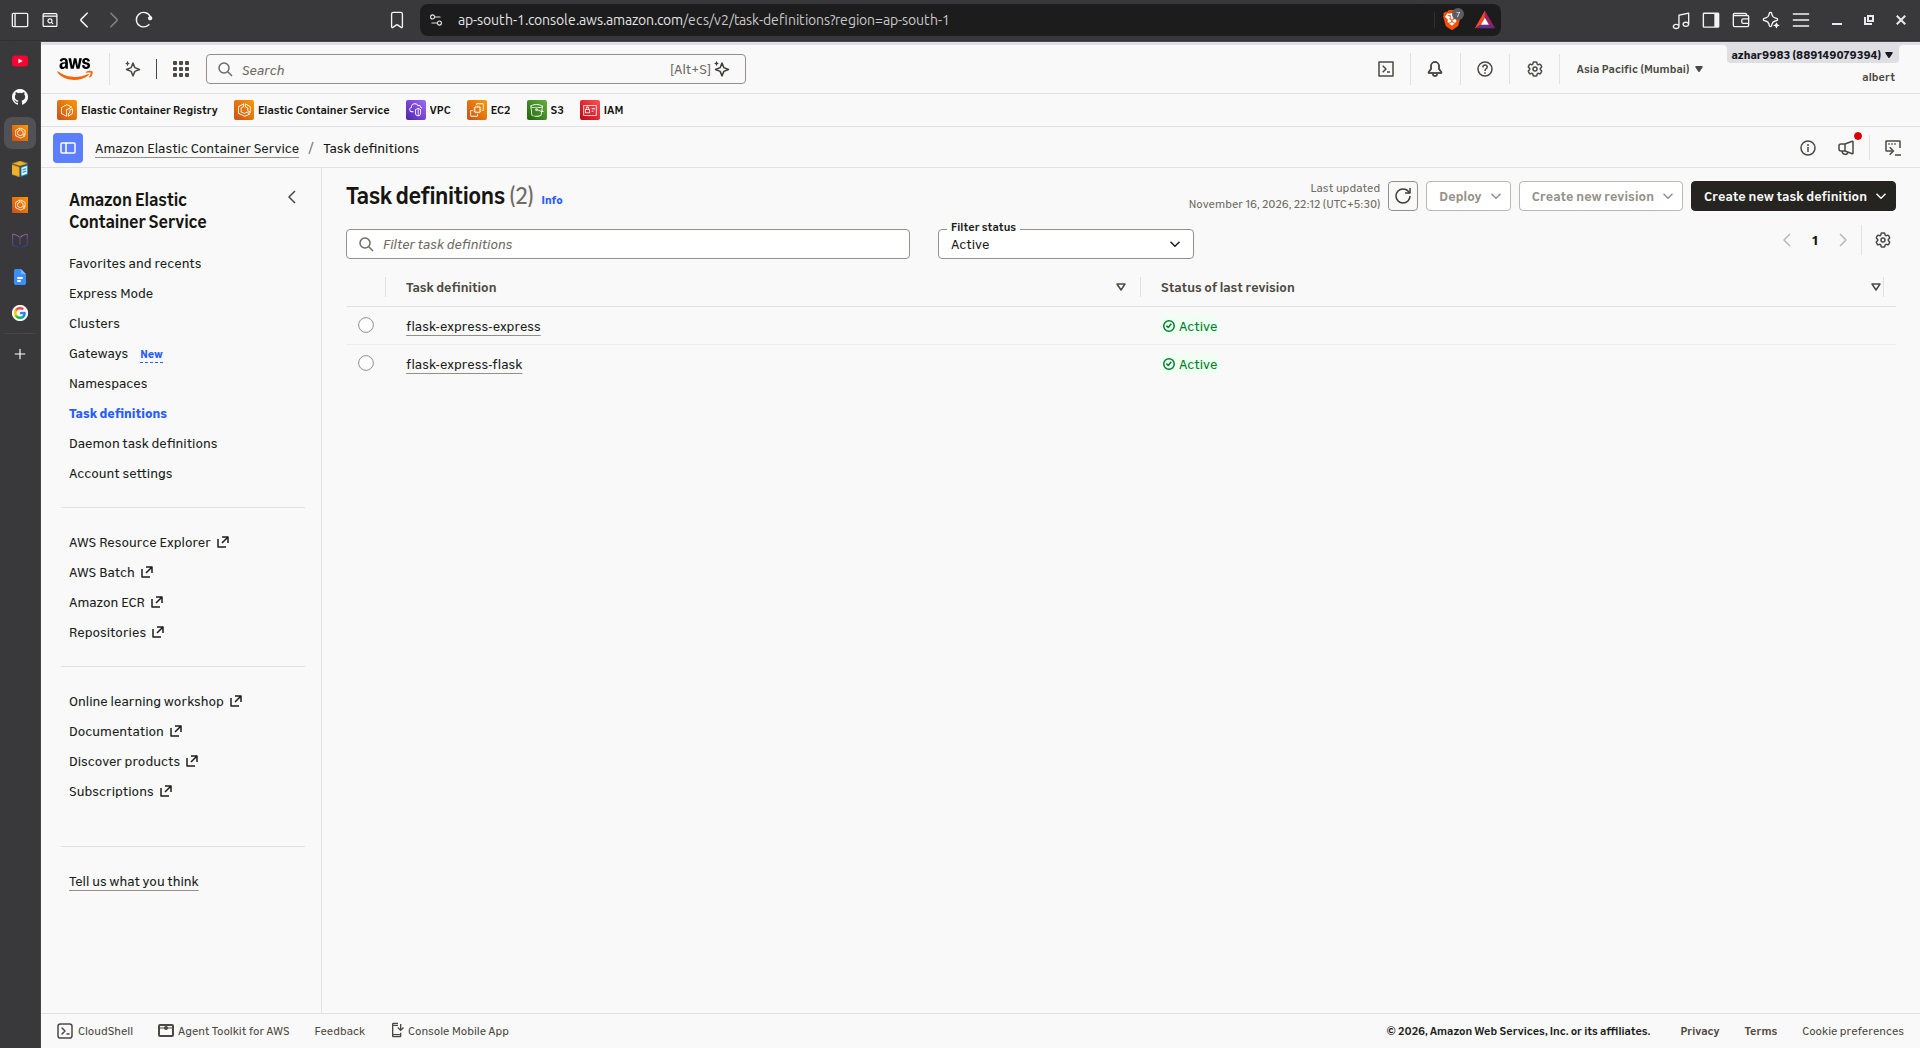 ap-south-1.console.aws.amazon.com/ecs/v2/task-definitions?region=ap-south-1
7
aws
Search
[Alt+S]
Asia Pacific (Mumbai)
azhar9983 (889149079394)
albert
Elastic Container Registry
Elastic Container Service
VPC
EC2
S3
IAM
Amazon Elastic Container Service / Task definitions
Amazon Elastic
Container Service
Favorites and recents
Express Mode
Clusters
Gateways New
Namespaces
Task definitions
Daemon task definitions
Account settings
AWS Resource Explorer
AWS Batch
Amazon ECR
Repositories
Online learning workshop
Documentation
Discover products
Subscriptions
Tell us what you think
Task definitions (2) Info
Last updated
November 16, 2026, 22:12 (UTC+5:30)
Deploy
Create new revision
Create new task definition
Filter task definitions
Filter status
Active
1
Task definition Status of last revision
flask-express-express Active
flask-express-flask Active
CloudShell
Agent Toolkit for AWS
Feedback
Console Mobile App
© 2026, Amazon Web Services, Inc. or its affiliates.
Privacy
Terms
Cookie preferences